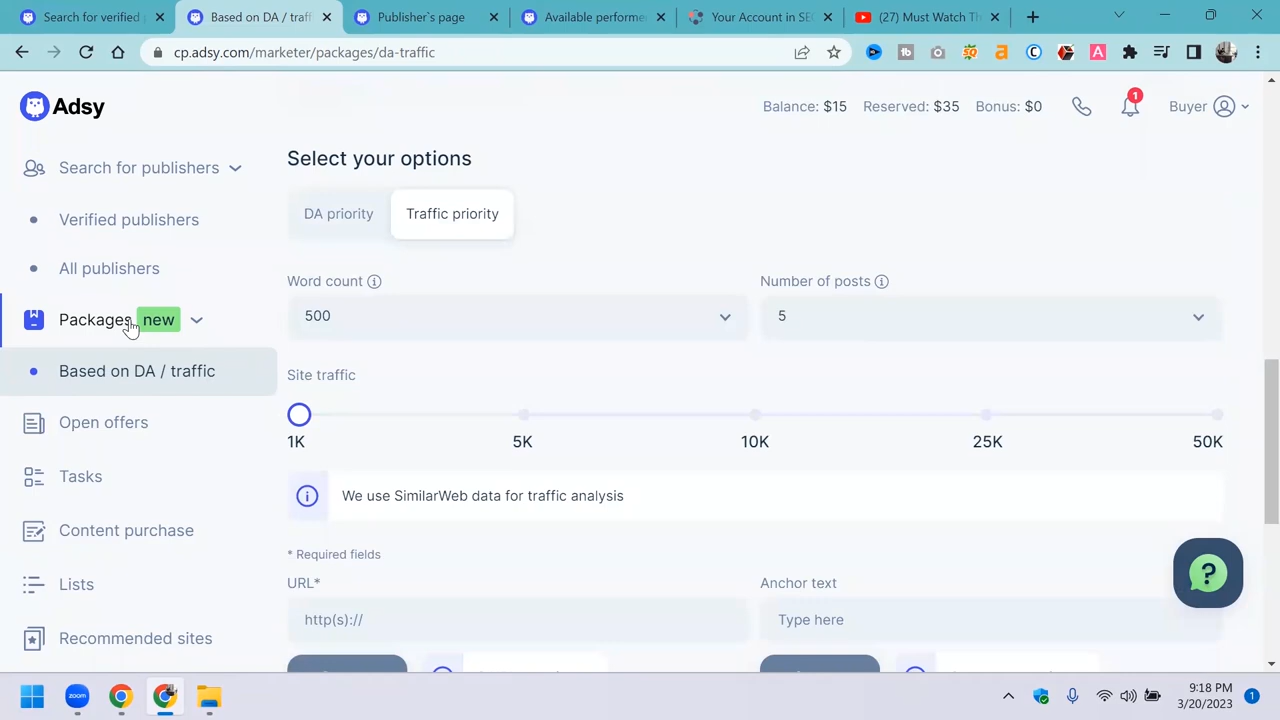 Search for verified p
Based on DA / traff
Publisher`s page
Available performe
Your Account in SE
(27) Must Watch Th
cp.adsy.com/marketer/packages/da-traffic
Adsy
Balance: $15
Reserved: $35
Bonus: $0
1
Buyer
Search for publishers
Verified publishers
All publishers
Packages new
Based on DA / traffic
Open offers
Tasks
Content purchase
Lists
Recommended sites
Select your options
DA priority
Traffic priority
Word count
Number of posts
500
5
Site traffic
1K
5K
10K
25K
50K
We use SimilarWeb data for traffic analysis
* Required fields
URL*
Anchor text
http(s)://
Type here
zoom
9:18 PM
3/20/2023
1